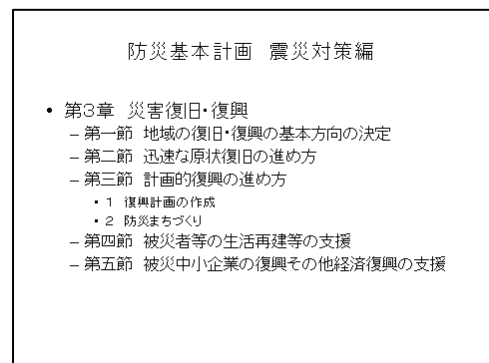 防災基本計画 震災対策編
• 第3章 災害復旧・復興
– 第一節 地域の復旧・復興の基本方向の決定
– 第二節 迅速な原状復旧の進め方
– 第三節 計画的復興の進め方
• 1 復興計画の作成
• 2 防災まちづくり
– 第四節 被災者等の生活再建等の支援
– 第五節 被災中小企業の復興その他経済復興の支援